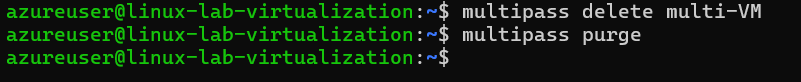 azureuser@linux-lab-virtualization:~$ multipass delete multi-VM
azureuser@linux-lab-virtualization:~$ multipass purge
azureuser@linux-lab-virtualization:~$